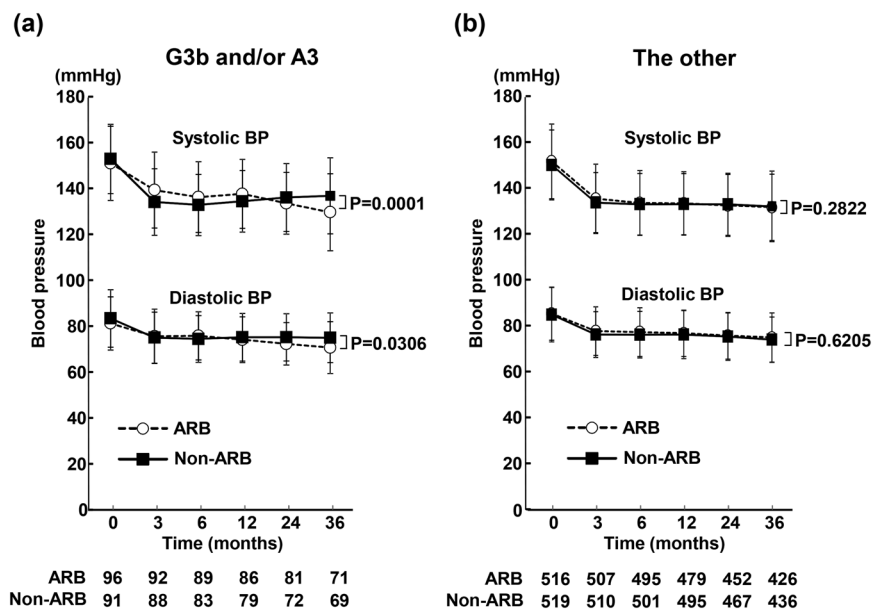 (a)
G3b and/or A3
(mmHg)
180
160
140
120
100
80
60
40
20
0
Blood pressure
Systolic BP
P=0.0001
Diastolic BP
P=0.0306
ARB
Non-ARB
0 3 6 12 24 36
Time (months)
ARB 96 92 89 86 81 71
Non-ARB 91 88 83 79 72 69
(b)
The other
(mmHg)
180
160
140
120
100
80
60
40
20
0
Blood pressure
Systolic BP
P=0.2822
Diastolic BP
P=0.6205
ARB
Non-ARB
0 3 6 12 24 36
Time (months)
ARB 516 507 495 479 452 426
Non-ARB 519 510 501 495 467 436